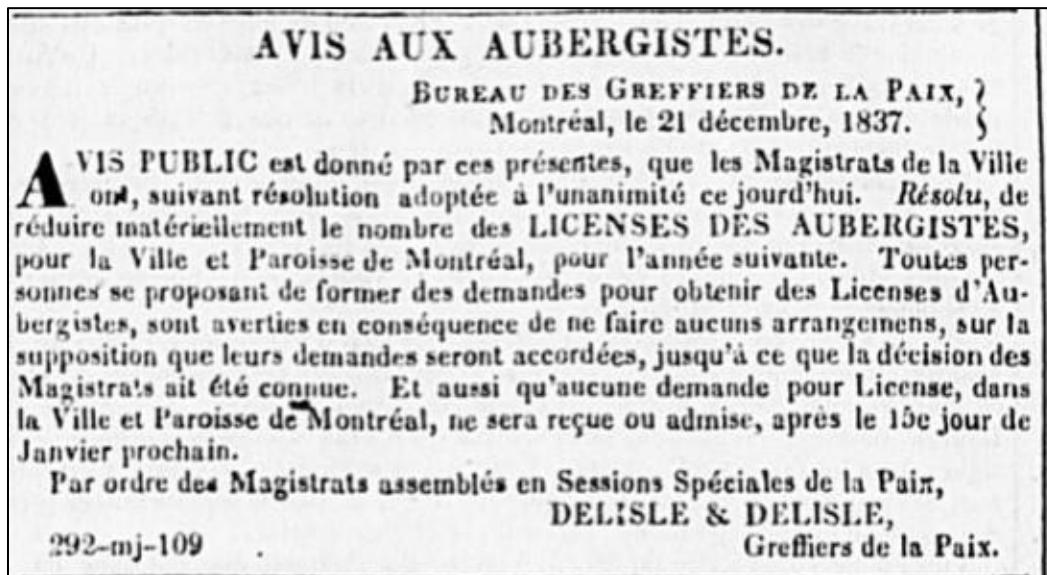 AVIS AUX AUBERGISTES.
BUREAU DES GREFFIERS DE LA PAIX,
Montréal, le 21 décembre, 1837.
AVIS PUBLIC est donné par ces présentes, que les Magistrats de la Ville
ont, suivant résolution adoptée à l'unanimité ce jourd'hui. Résolu, de
réduire matériellement le nombre des LICENSES DES AUBERGISTES,
pour la Ville et Paroisse de Montréal, pour l'année suivante. Toutes per-
sonnes se proposant de former des demandes pour obtenir des Licenses d'Au-
bergistes, sont averties en conséquence de ne faire aucuns arrangemens, sur la
supposition que leurs demandes seront accordées, jusqu'à ce que la décision des
Magistrats ait été connue. Et aussi qu'aucune demande pour License, dans
la Ville et Paroisse de Montréal, ne sera reçue ou admise, après le 15e jour de
Janvier prochain.
Par ordre des Magistrats assemblés en Sessions Spéciales de la Paix,
DELISLE & DELISLE,
292-mj-109 Greffiers de la Paix.